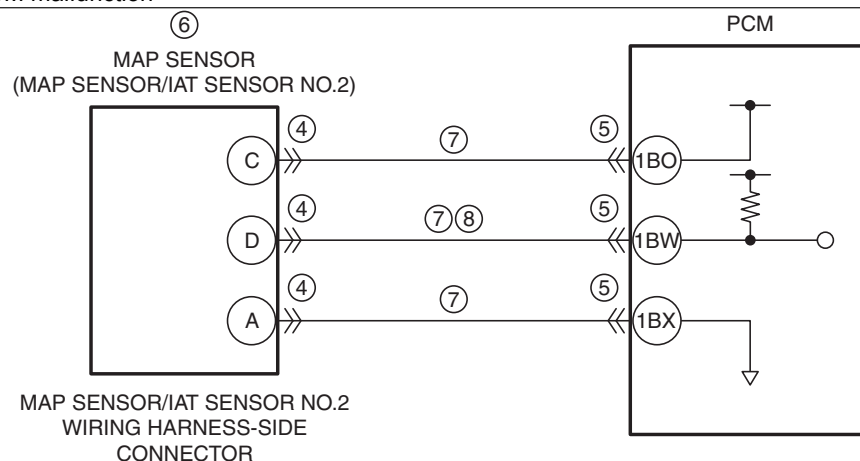 malfunction
⑥
PCM
MAP SENSOR
(MAP SENSOR/IAT SENSOR NO.2)
④ ⑦ ⑤
C 1BO
④ ⑦⑧ ⑤
D 1BW
④ ⑦ ⑤
A 1BX
MAP SENSOR/IAT SENSOR NO.2
WIRING HARNESS-SIDE
CONNECTOR